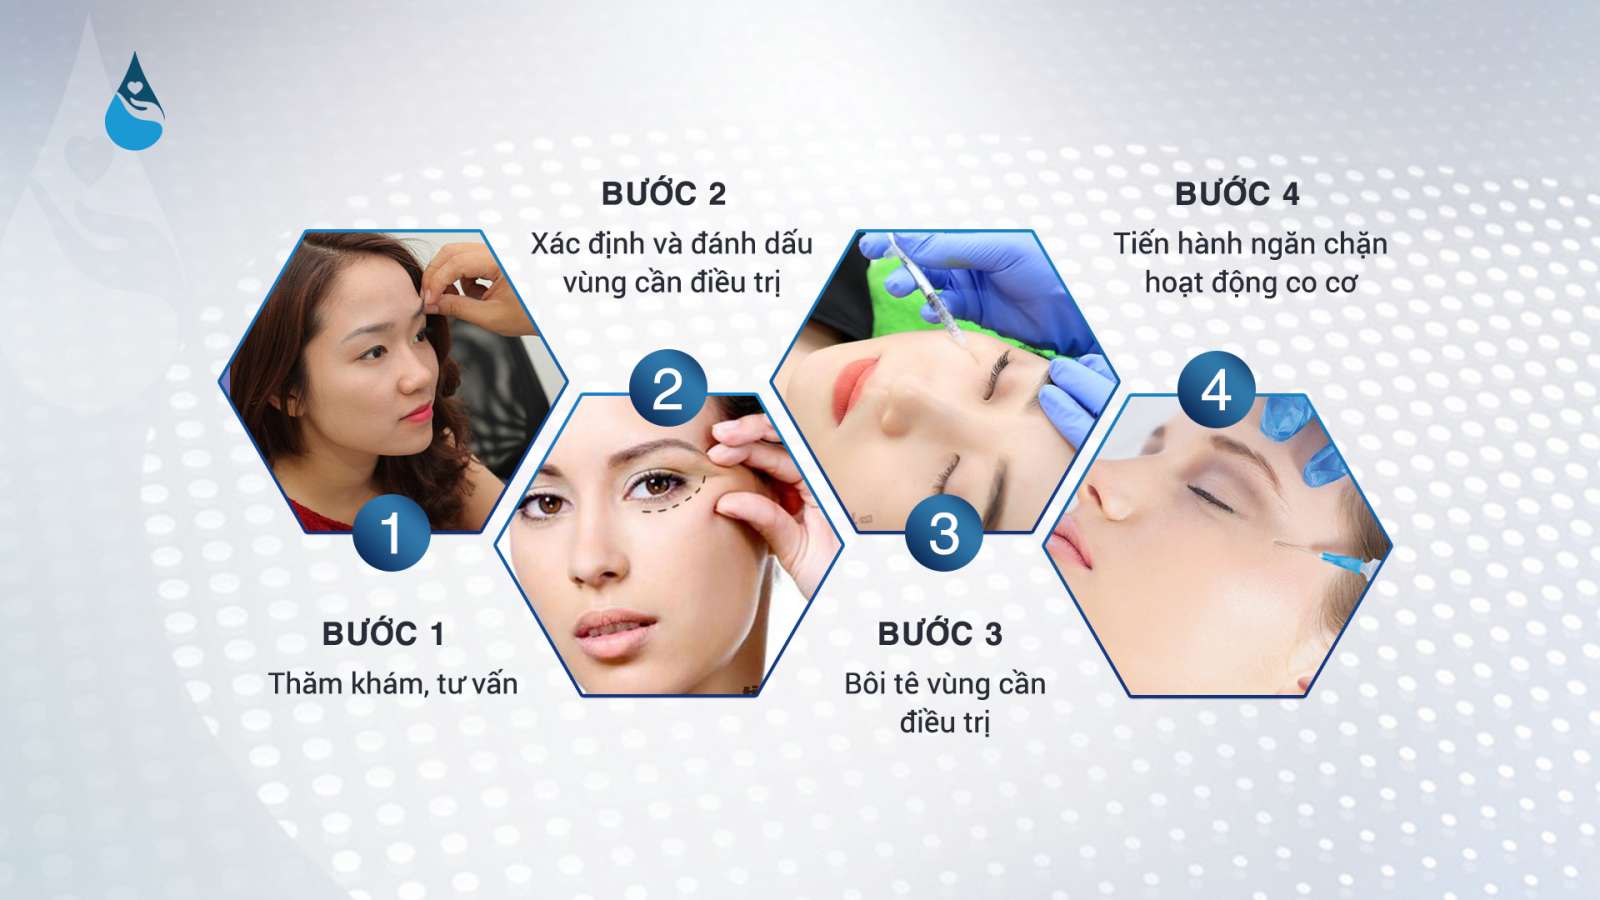 BƯỚC 1
Thăm khám, tư vấn
1
BƯỚC 2
Xác định và đánh dấu
vùng cần điều trị
2
3
BƯỚC 3
Bôi tê vùng cần
điều trị
BƯỚC 4
Tiến hành ngăn chặn
hoạt động co cơ
4